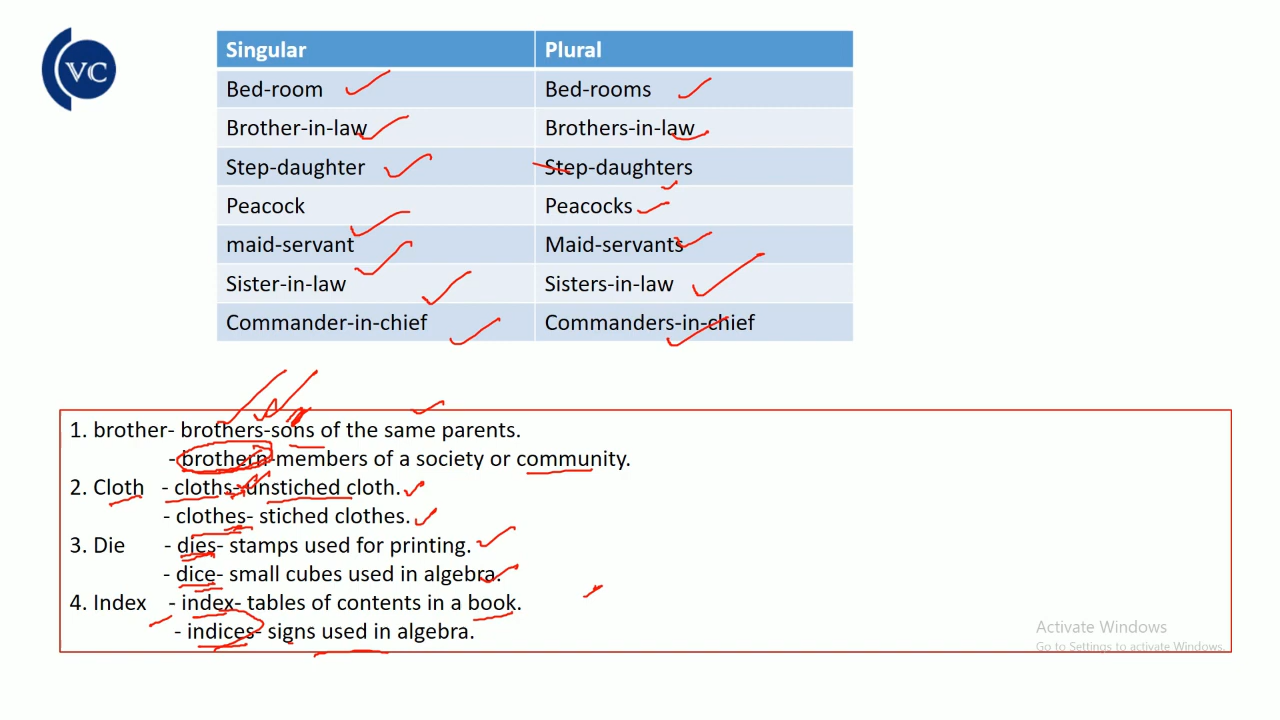 VC
Singular Plural
Bed-room Bed-rooms
Brother-in-law Brothers-in-law
Step-daughter Step-daughters
Peacock Peacocks
maid-servant Maid-servants
Sister-in-law Sisters-in-law
Commander-in-chief Commanders-in-chief
1. brother- brothers-sons of the same parents.
- brothern-members of a society or community.
2. Cloth - cloths- unstiched cloth.
- clothes- stiched clothes.
3. Die - dies- stamps used for printing.
- dice- small cubes used in algebra.
4. Index - index- tables of contents in a book.
- indices- signs used in algebra.
Activate Windows
Go to Settings to activate Windows.